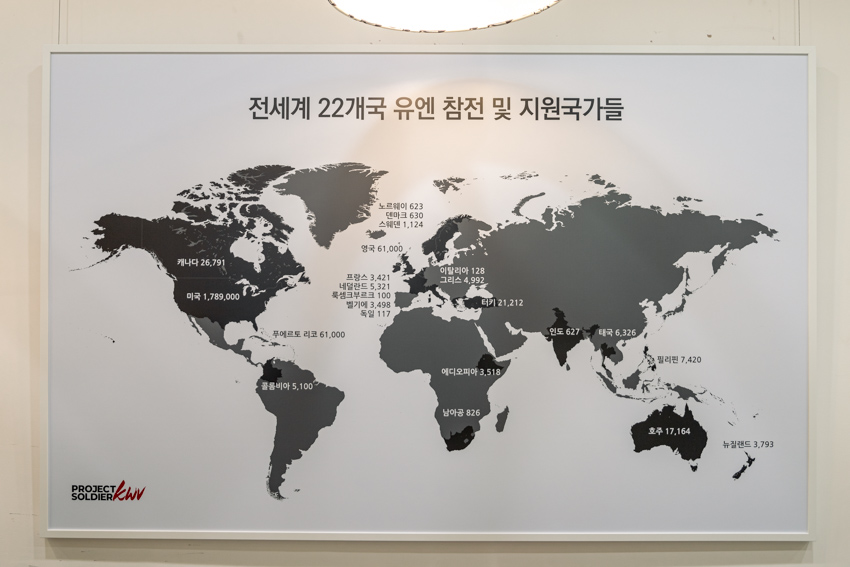 전세계 22개국 유엔 참전 및 지원국가들
노르웨이 623
덴마크 630
스웨덴 1,124
영국 61,000
캐나다 26,791
미국 1,789,000
프랑스 3,421
네덜란드 5,321
룩셈크부르크 100
벨기에 3,498
독일 117
이탈리아 128
그리스 4,992
터키 21,212
푸에르토 리코 61,000
인도 627
태국 6,326
필리핀 7,420
콜롬비아 5,100
에디오피아 3,518
남아공 826
호주 17,164
뉴질랜드 3,793
PROJECT
SOLDIER KWV